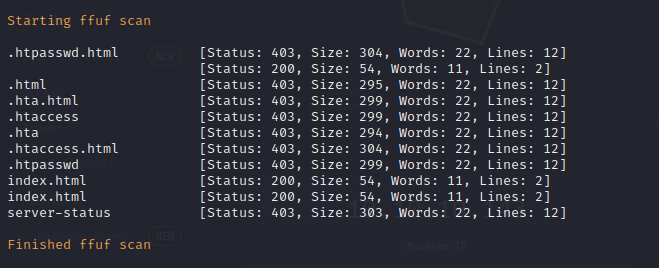 Starting ffuf scan
.htpasswd.html [Status: 403, Size: 304, Words: 22, Lines: 12]
[Status: 200, Size: 54, Words: 11, Lines: 2]
.html [Status: 403, Size: 295, Words: 22, Lines: 12]
.hta.html [Status: 403, Size: 299, Words: 22, Lines: 12]
.htaccess [Status: 403, Size: 299, Words: 22, Lines: 12]
.hta [Status: 403, Size: 294, Words: 22, Lines: 12]
.htaccess.html [Status: 403, Size: 304, Words: 22, Lines: 12]
.htpasswd [Status: 403, Size: 299, Words: 22, Lines: 12]
index.html [Status: 200, Size: 54, Words: 11, Lines: 2]
index.html [Status: 200, Size: 54, Words: 11, Lines: 2]
server-status [Status: 403, Size: 303, Words: 22, Lines: 12]
Finished ffuf scan
NEW
NEW
Machine IP